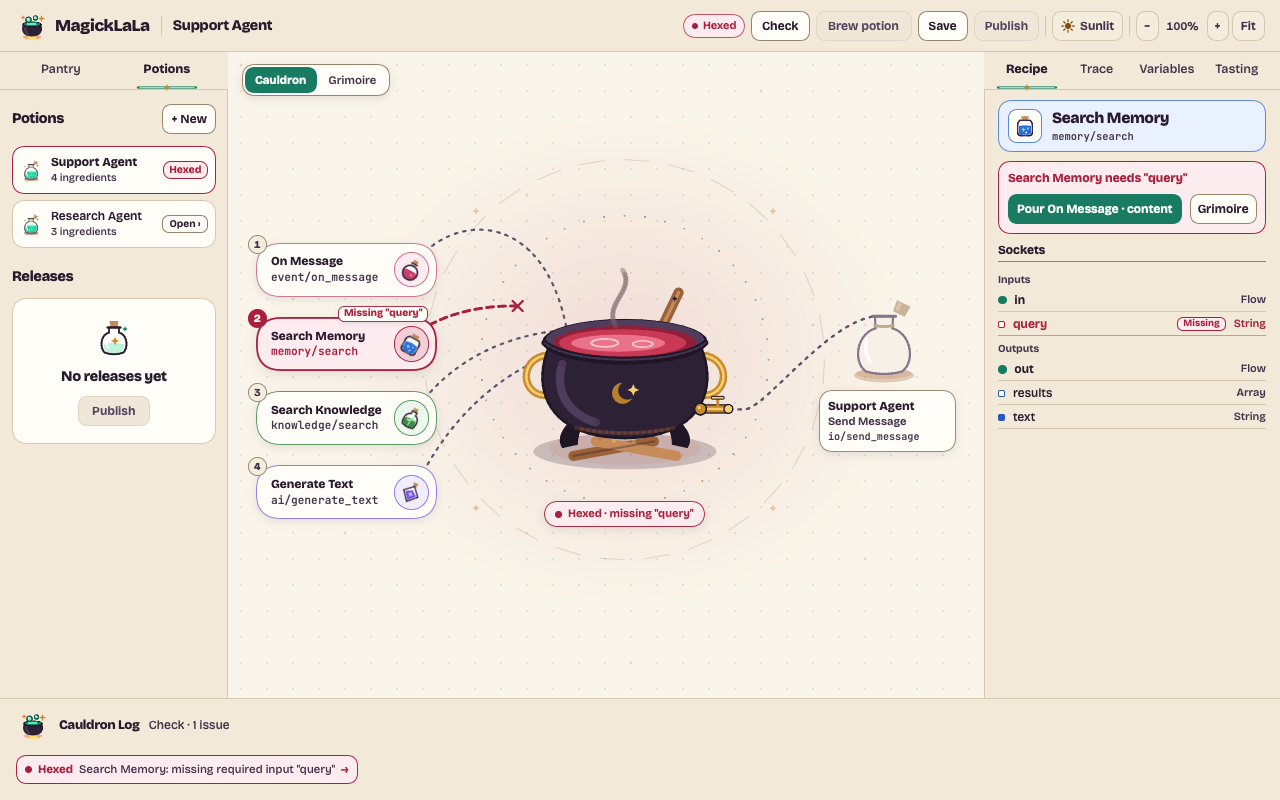 MagickLaLa Support Agent Hexed Check Brew potion Save Publish Sunlit − 100% + Fit
Pantry Potions
Potions + New
Support Agent
4 ingredients
Hexed
Research Agent
3 ingredients
Open ›
Releases
No releases yet
Publish
Cauldron Grimoire
1
On Message
event/on_message
Missing "query"
2
Search Memory
memory/search
3
Search Knowledge
knowledge/search
4
Generate Text
ai/generate_text
Hexed · missing "query"
Support Agent
Send Message
io/send_message
Recipe Trace Variables Tasting
Search Memory
memory/search
Search Memory needs "query"
Pour On Message · content Grimoire
Sockets
Inputs
in Flow
query Missing String
Outputs
out Flow
results Array
text String
Cauldron Log Check · 1 issue
Hexed Search Memory: missing required input "query" →